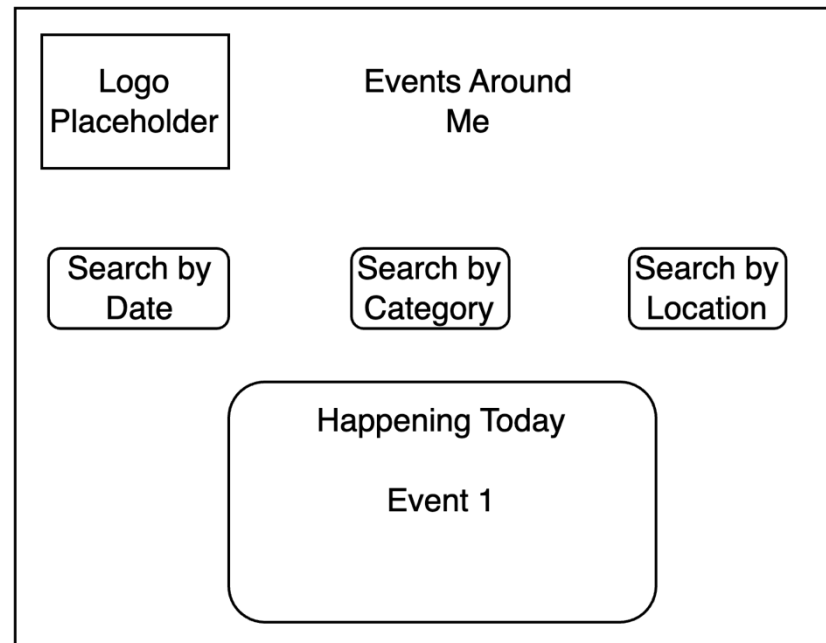 Logo
Placeholder
Events Around
Me
Search by
Date
Search by
Category
Search by
Location
Happening Today
Event 1